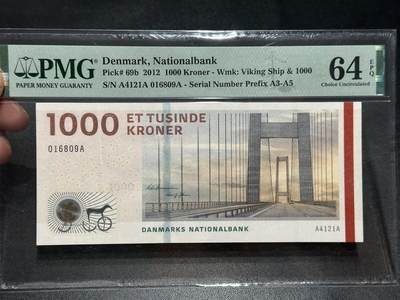 PMG
PAPER MONEY GUARANTY
Denmark, Nationalbank
Pick# 69b 2012 1000 Kroner - Wmk: Viking Ship & 1000
S/N A4121A 016809A - Serial Number Prefix A3-A5
64 EPQ
Choice Uncirculated
1000 ET TUSINDE
KRONER
016809A
1000
DANMARKS NATIONALBANK
A4121A